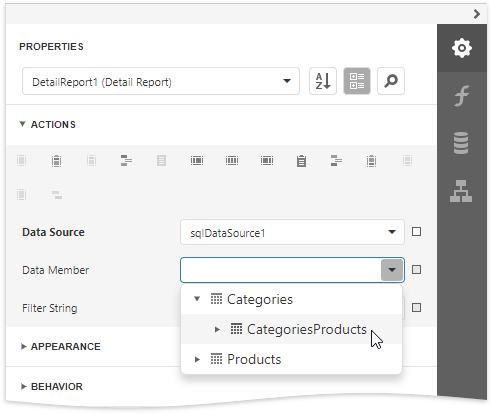 PROPERTIES
DetailReport1 (Detail Report)
ACTIONS
Data Source
sqlDataSource1
Data Member
Categories
CategoriesProducts
Products
Filter String
APPEARANCE
BEHAVIOR